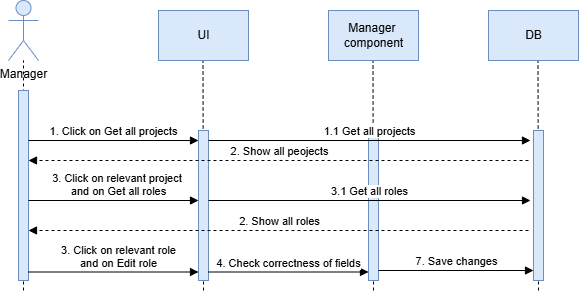 UI
Manager
component
DB
Manager
1. Click on Get all projects
1.1 Get all projects
2. Show all peojects
3. Click on relevant project
and on Get all roles
3.1 Get all roles
2. Show all roles
3. Click on relevant role
and on Edit role
4. Check correctness of fields
7. Save changes